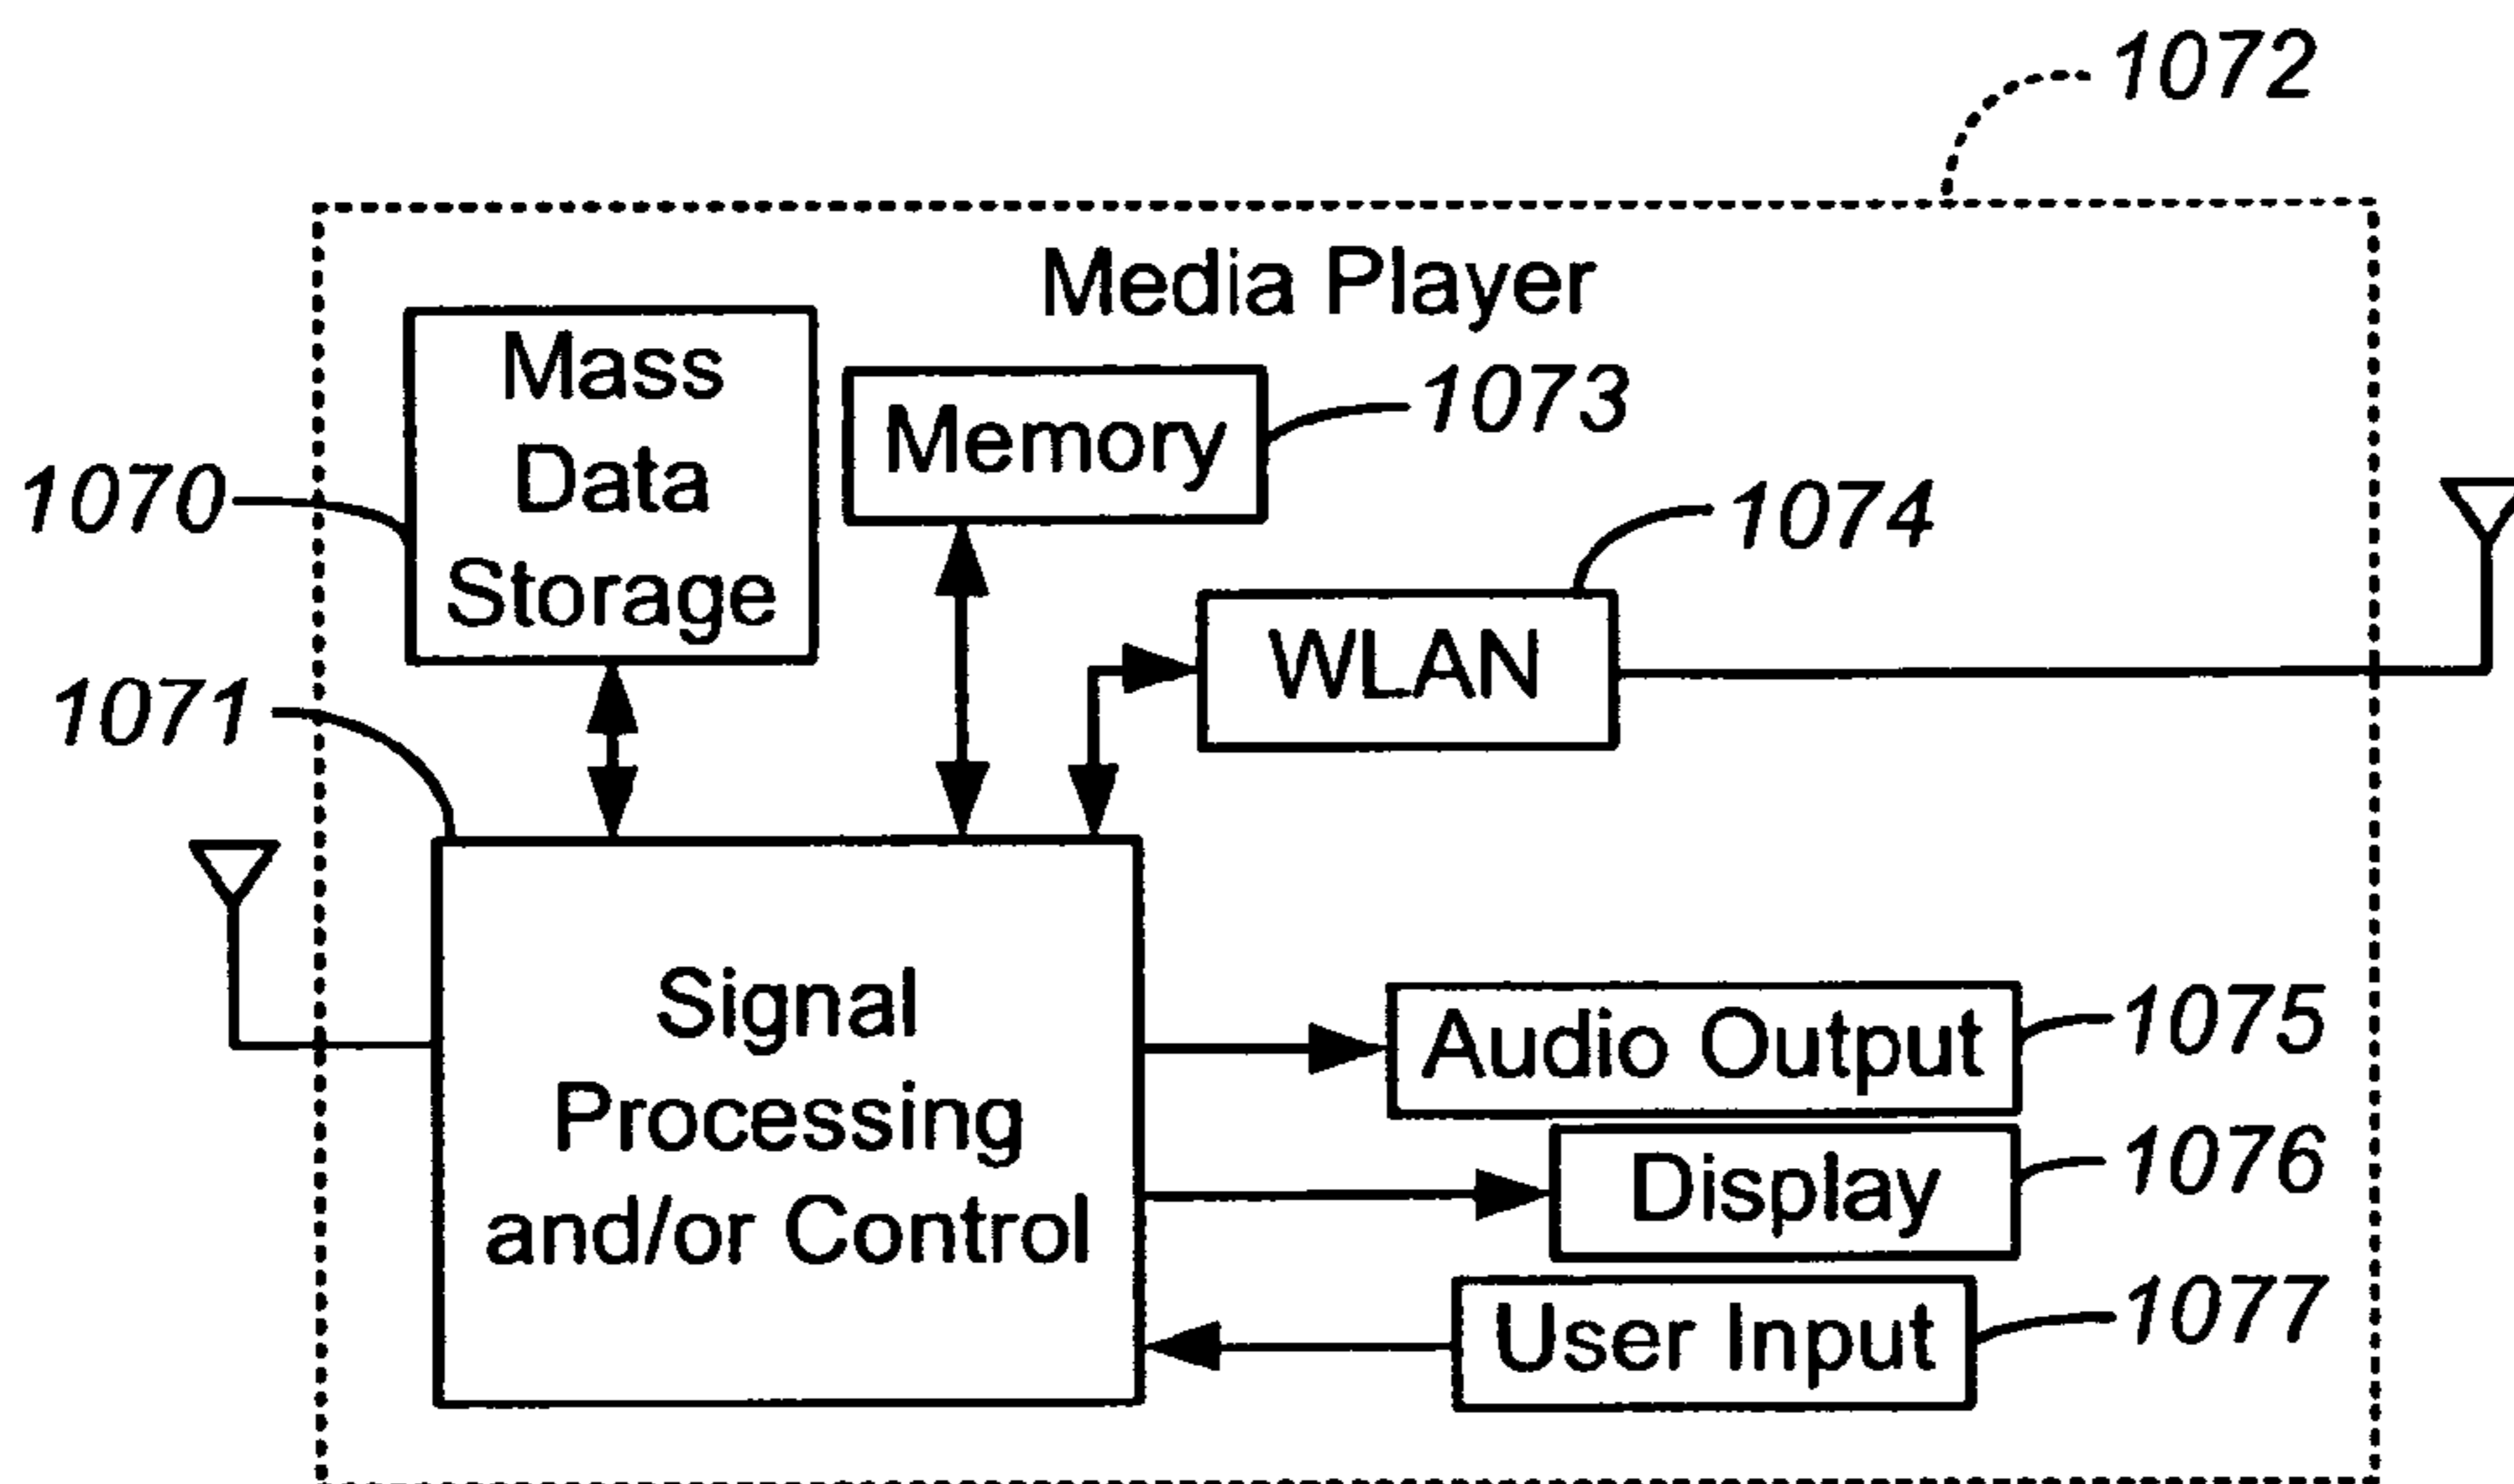 1072
Media Player
Mass
Data
Storage
Memory
1073
1070
1074
WLAN
1071
Signal
Processing
and/or Control
Audio Output
1075
Display
1076
User Input
1077